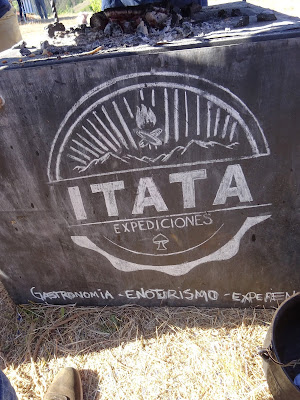 ITATA
EXPEDICIONES
GASTRONOMIA - ENOTURISMO - EXPERIEN